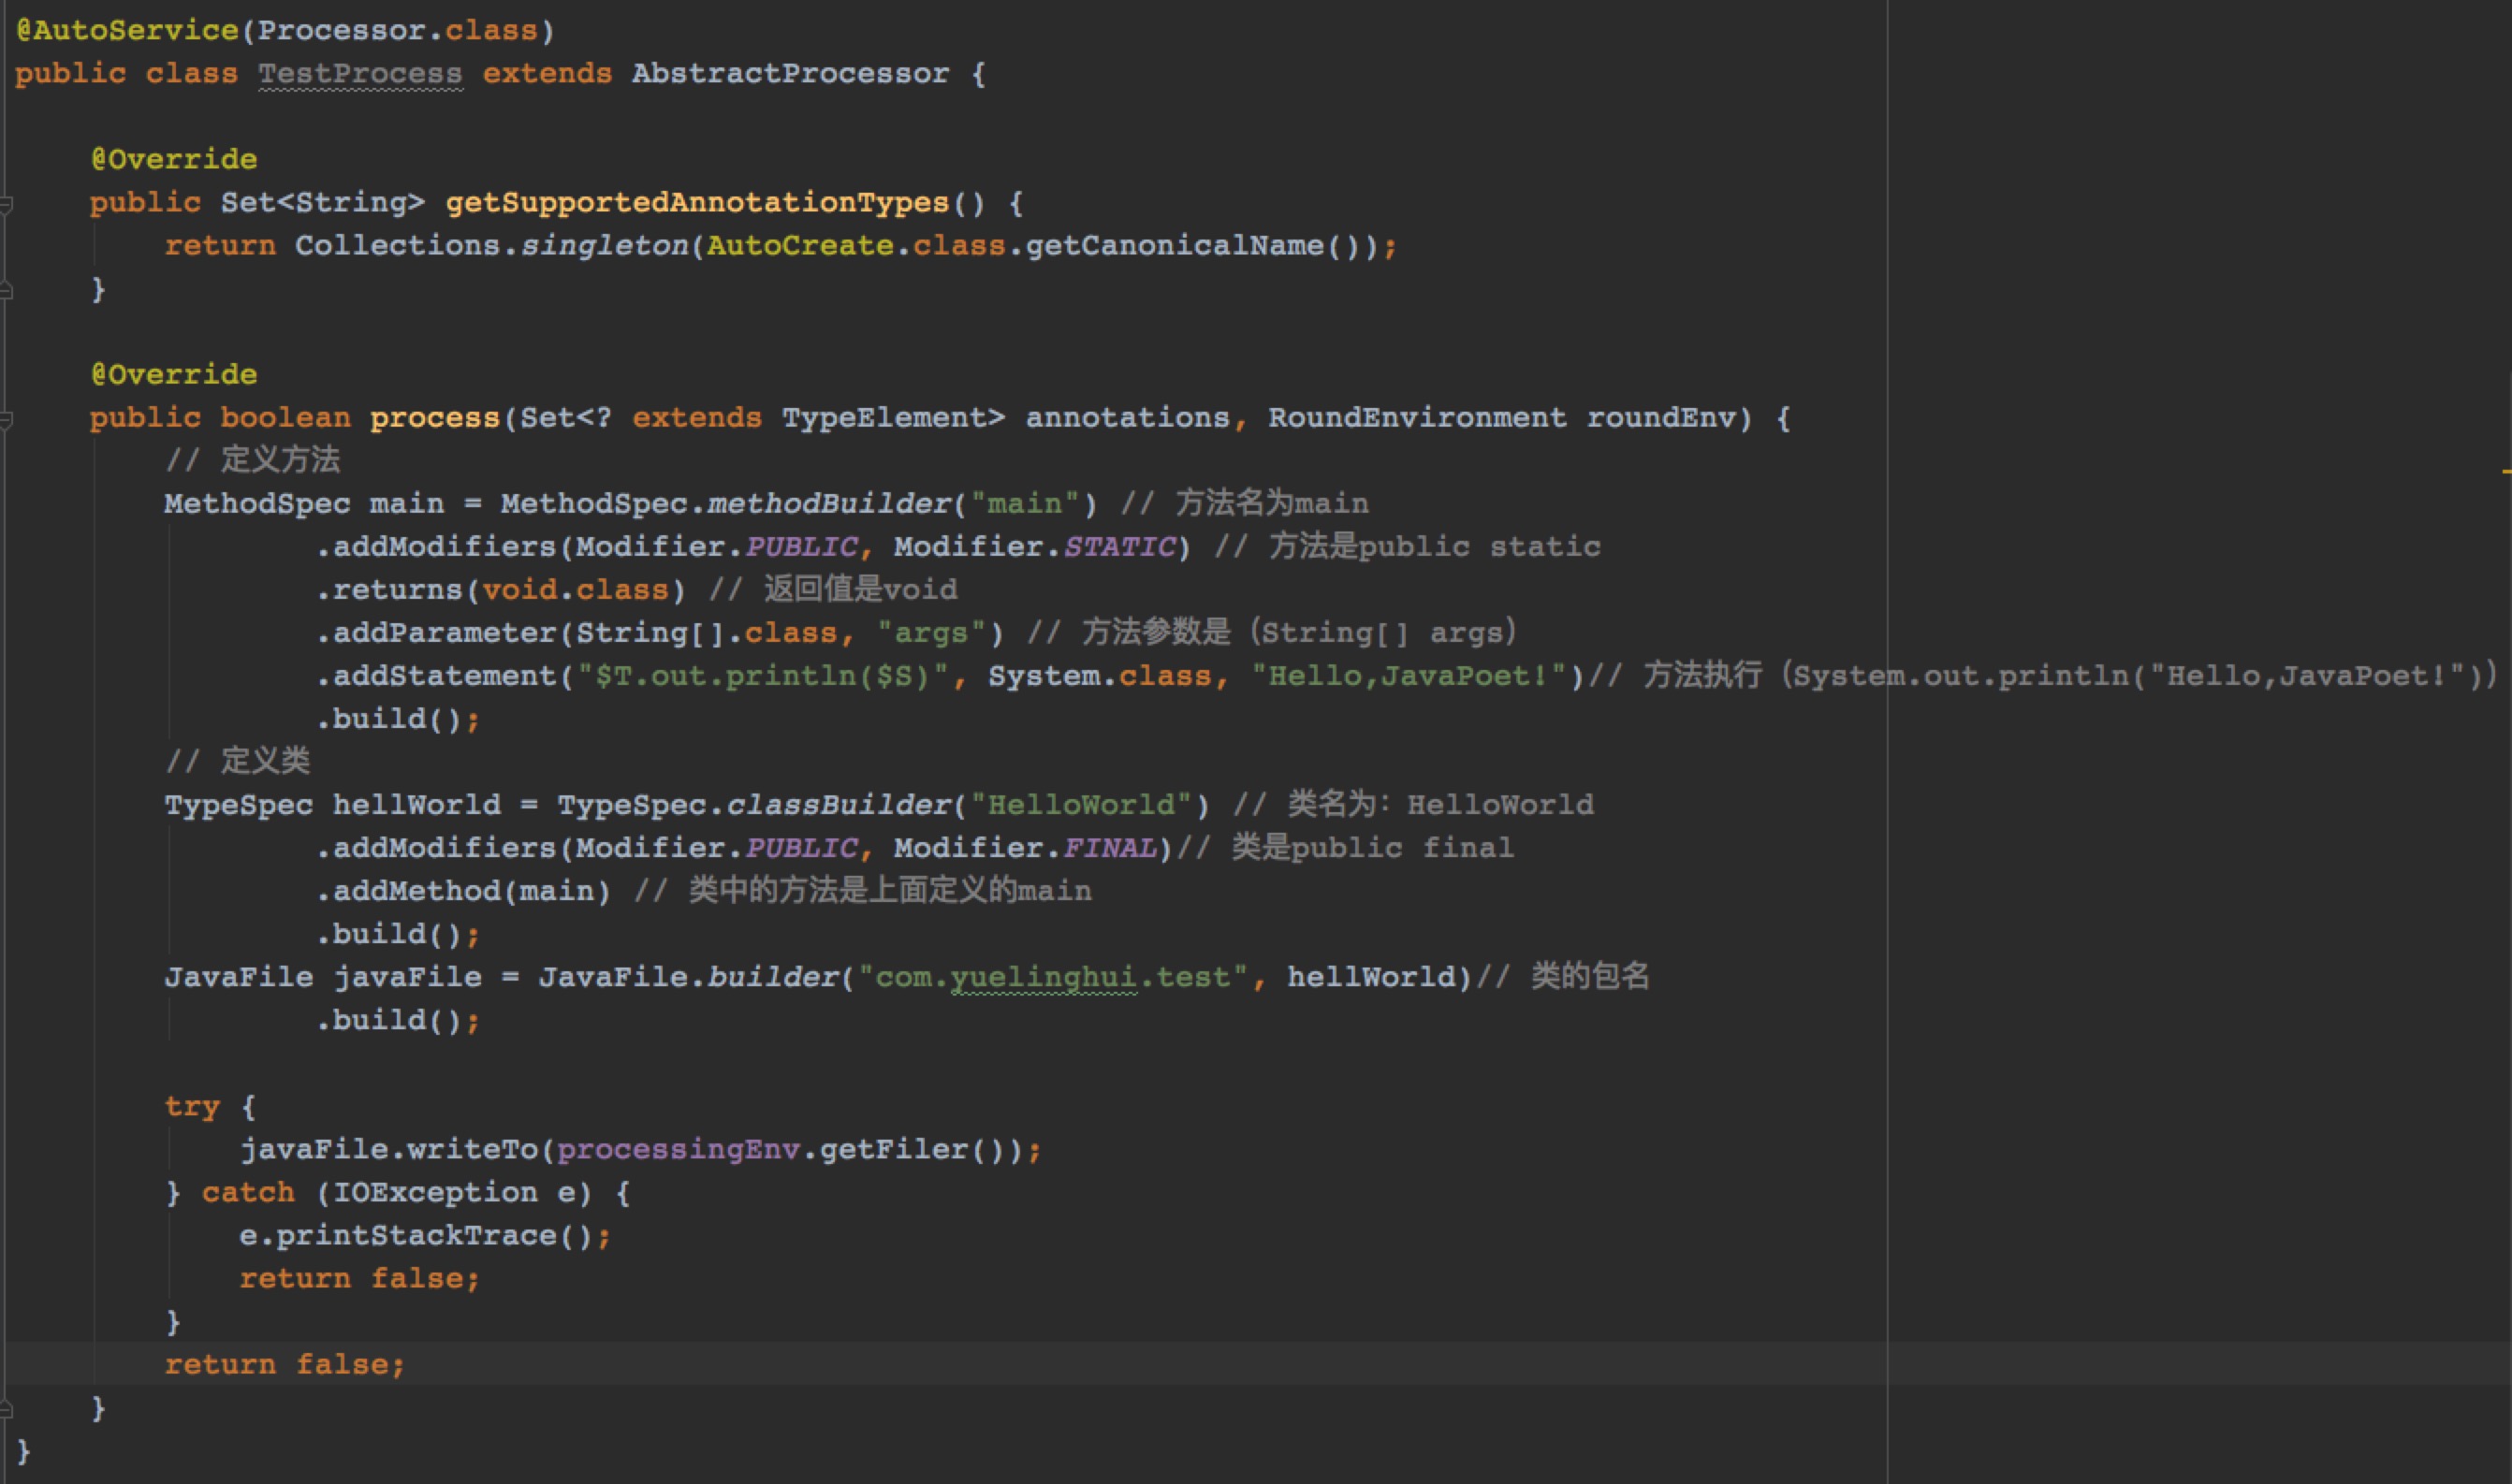 @AutoService(Processor.class)
public class TestProcess extends AbstractProcessor {
@Override
public Set<String> getSupportedAnnotationTypes() {
return Collections.singleton(AutoCreate.class.getCanonicalName());
}
@Override
public boolean process(Set<? extends TypeElement> annotations, RoundEnvironment roundEnv) {
// 定义方法
MethodSpec main = MethodSpec.methodBuilder("main") // 方法名为main
.addModifiers(Modifier.PUBLIC, Modifier.STATIC) // 方法是public static
.returns(void.class) // 返回值是void
.addParameter(String[].class, "args") // 方法参数是（String[] args）
.addStatement("$T.out.println($S)", System.class, "Hello,JavaPoet!")// 方法执行（System.out.println("Hello,JavaPoet!")）
.build();
// 定义类
TypeSpec hellWorld = TypeSpec.classBuilder("HelloWorld") // 类名为：HelloWorld
.addModifiers(Modifier.PUBLIC, Modifier.FINAL)// 类是public final
.addMethod(main) // 类中的方法是上面定义的main
.build();
JavaFile javaFile = JavaFile.builder("com.yuelinghui.test", hellWorld)// 类的包名
.build();
try {
javaFile.writeTo(processingEnv.getFiler());
} catch (IOException e) {
e.printStackTrace();
return false;
}
return false;
}
}